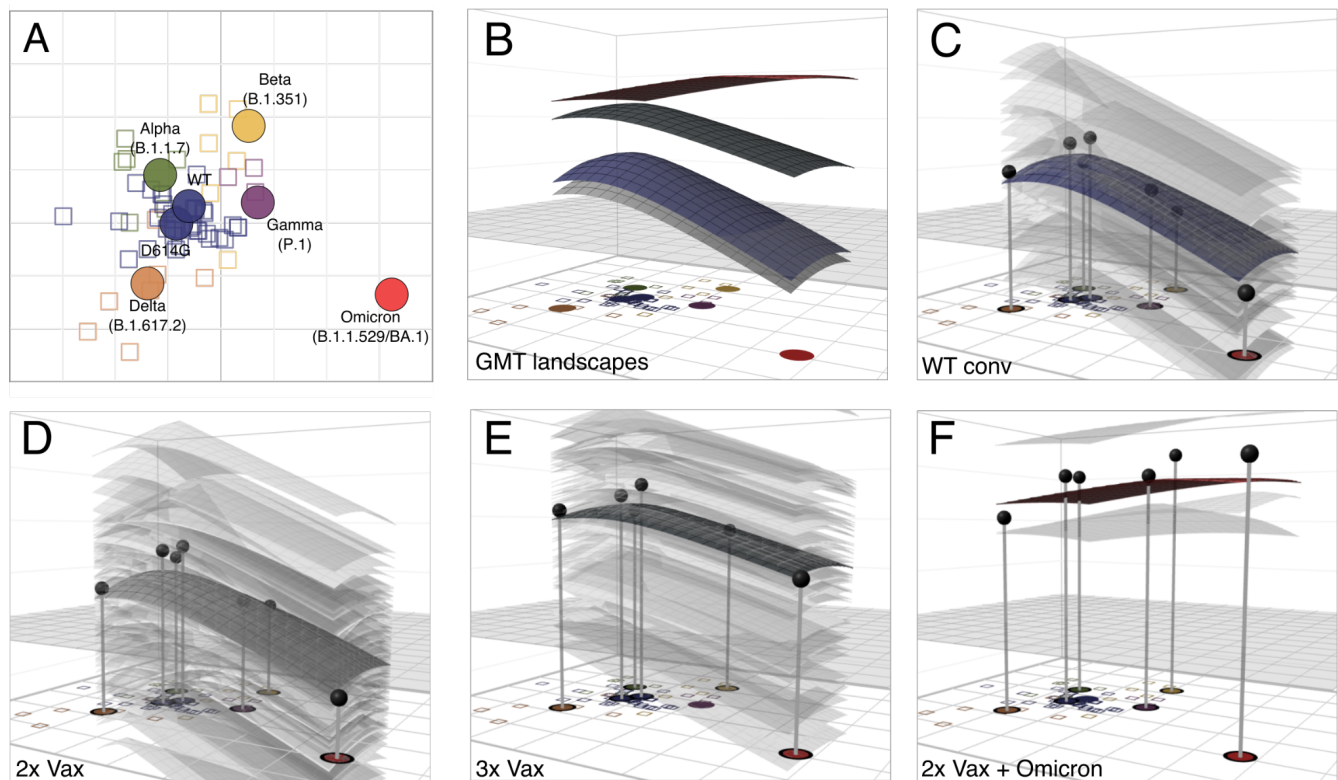 A
Beta
(B.1.351)
Alpha
(B.1.1.7)
WT
Gamma
(P.1)
D614G
Delta
(B.1.617.2)
Omicron
(B.1.1.529/BA.1)
B
GMT landscapes
C
WT conv
D
2x Vax
E
3x Vax
F
2x Vax + Omicron